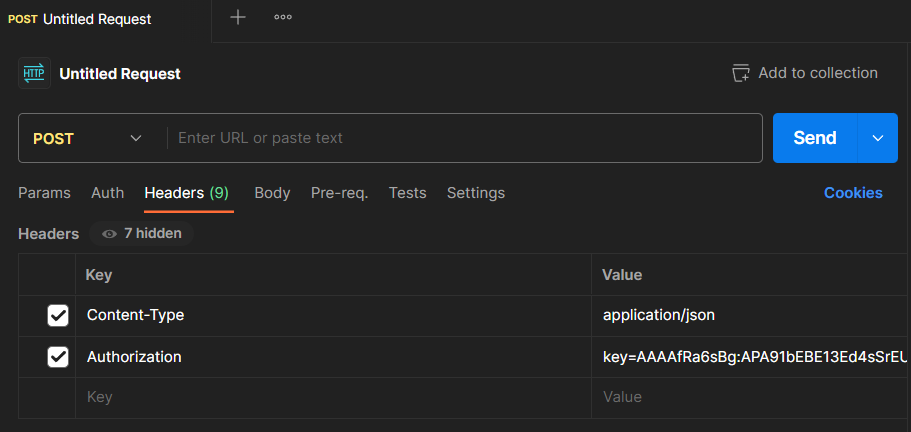 POST Untitled Request
HTTP Untitled Request Add to collection
POST Enter URL or paste text Send
Params Auth Headers (9) Body Pre-req. Tests Settings Cookies
Headers 7 hidden
Key Value
Content-Type application/json
Authorization key=AAAAfRa6sBg:APA91bEBE13Ed4sSrEU
Key Value